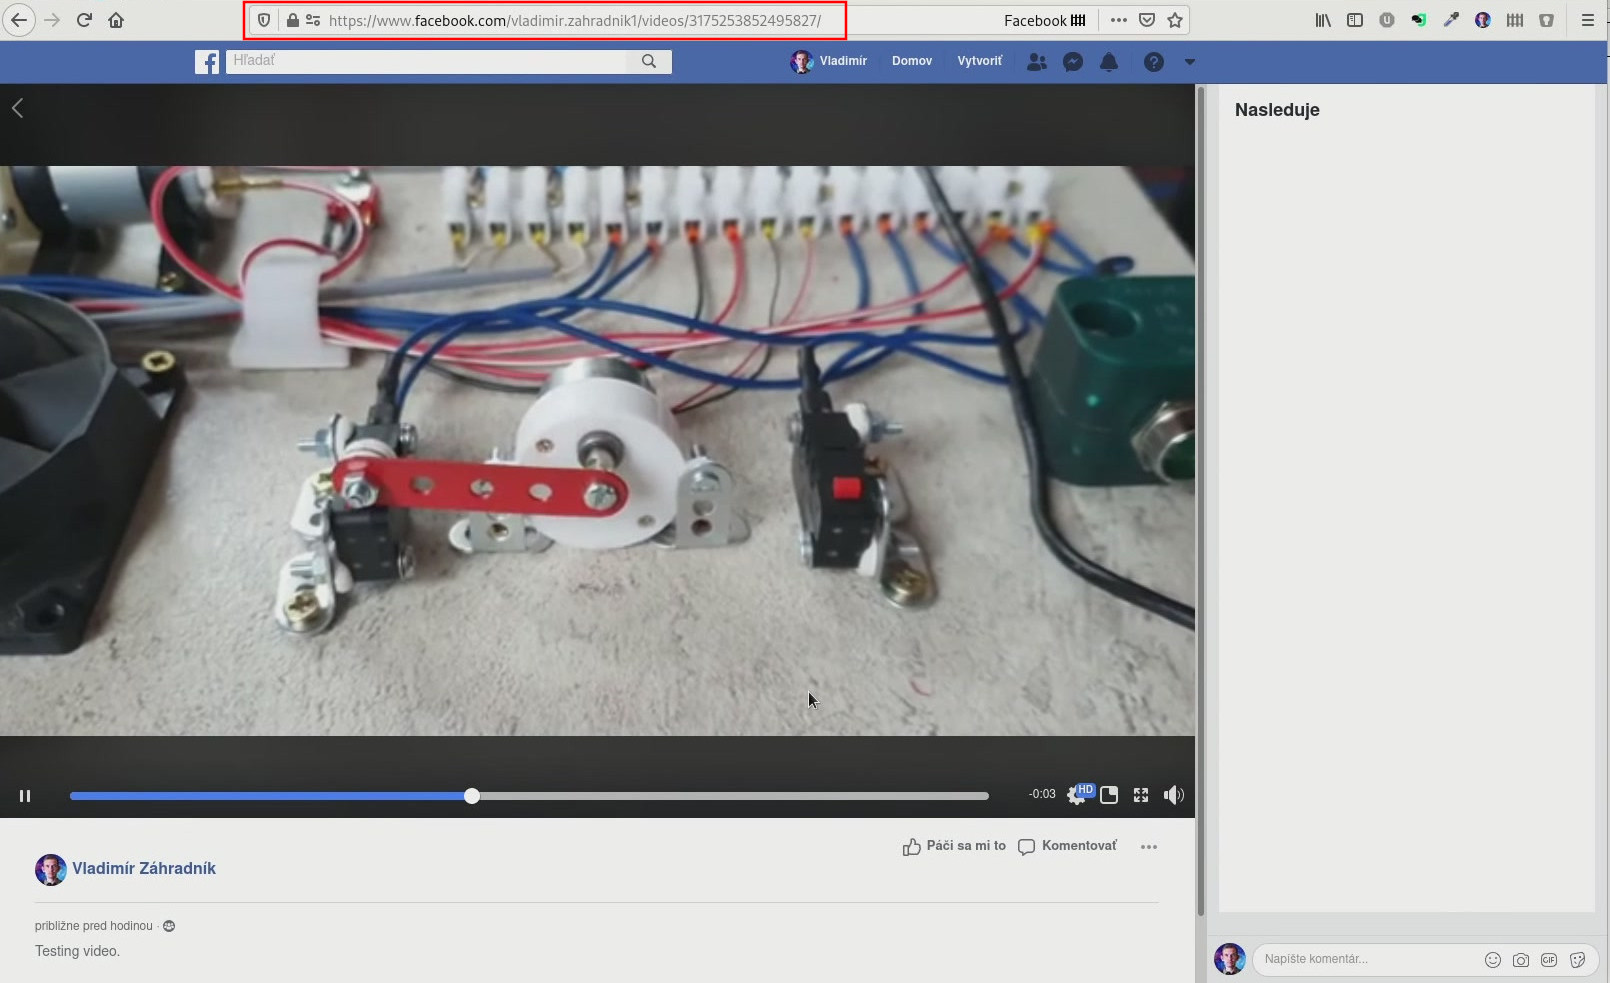 https://www.facebook.com/vladimir.zahradnik1/videos/3175253852495827/
Facebook
Hľadať
Vladimír
Domov
Vytvoriť
Nasleduje
-0:03
HD
Páči sa mi to
Komentovať
Vladimír Záhradník
približne pred hodinou ·
Testing video.
Napíšte komentár...
GIF